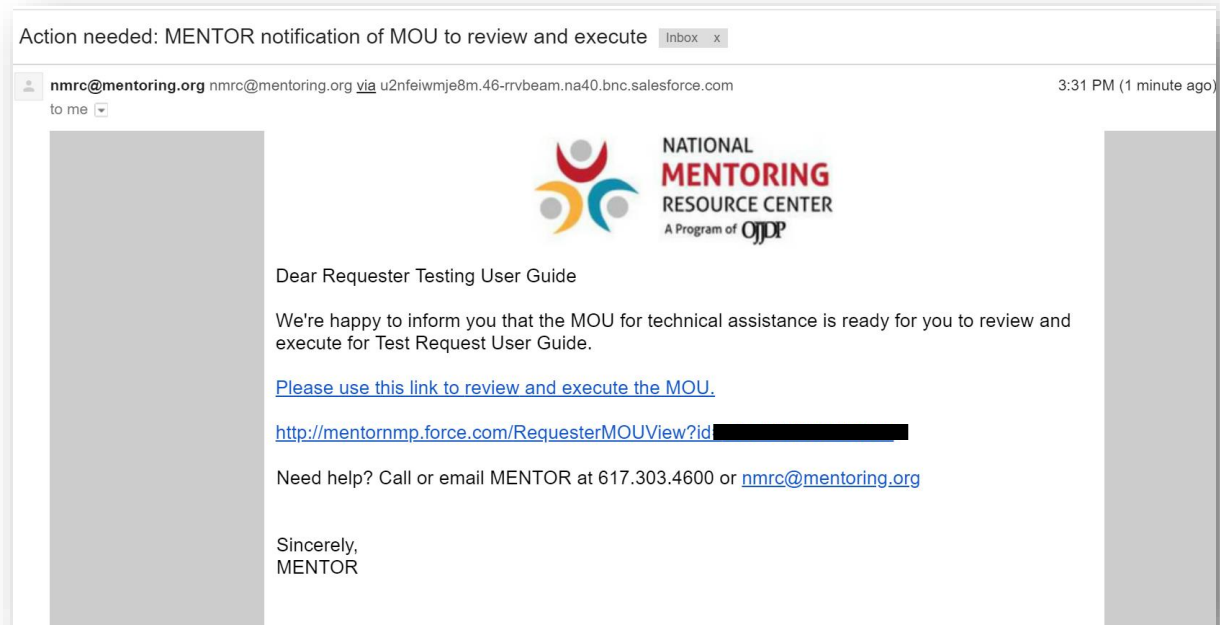 Action needed: MENTOR notification of MOU to review and execute Inbox x
nmrc@mentoring.org nmrc@mentoring.org via u2nfeiwmje8m.46-rrvbeam.na40.bnc.salesforce.com 3:31 PM (1 minute ago)
to me
NATIONAL
MENTORING
RESOURCE CENTER
A Program of OJJDP
Dear Requester Testing User Guide
We're happy to inform you that the MOU for technical assistance is ready for you to review and
execute for Test Request User Guide.
Please use this link to review and execute the MOU.
http://mentornmp.force.com/RequesterMOUView?id
Need help? Call or email MENTOR at 617.303.4600 or nmrc@mentoring.org
Sincerely,
MENTOR